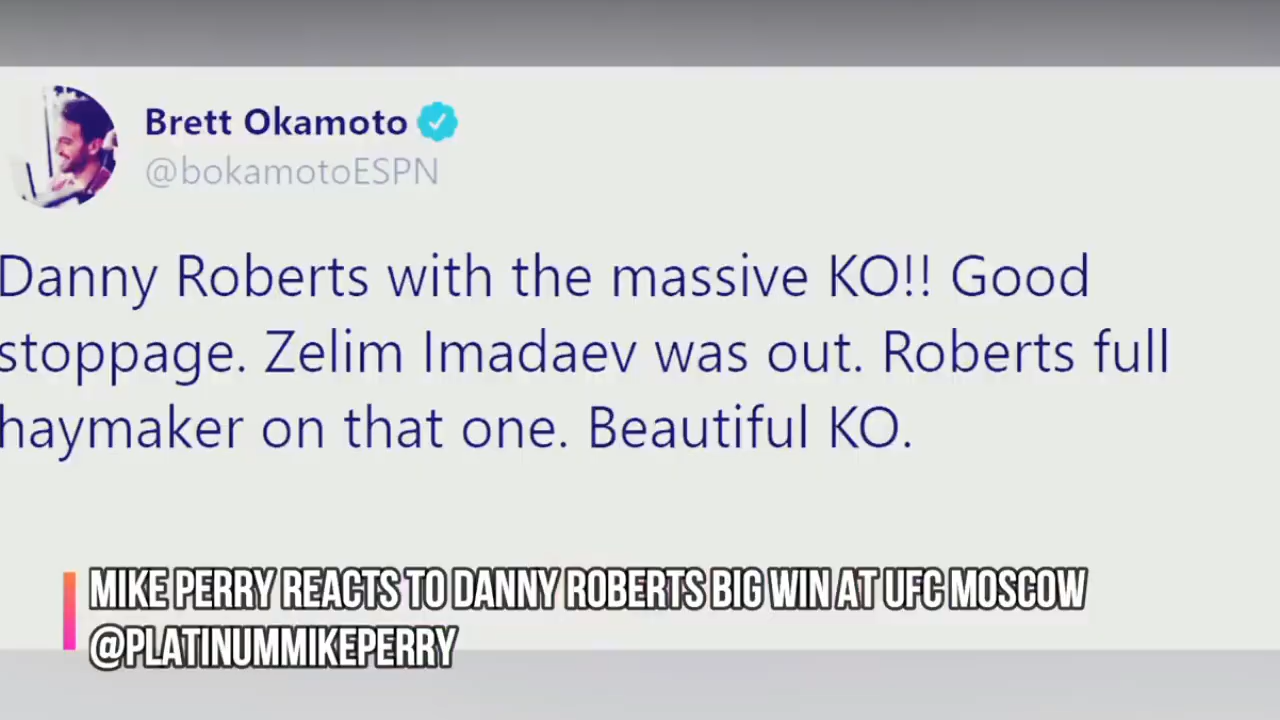 Brett Okamoto
@bokamotoESPN
Danny Roberts with the massive KO!! Good
stoppage. Zelim Imadaev was out. Roberts full
haymaker on that one. Beautiful KO.
MIKE PERRY REACTS TO DANNY ROBERTS BIG WIN AT UFC MOSCOW
@PLATINUMMIKEPERRY